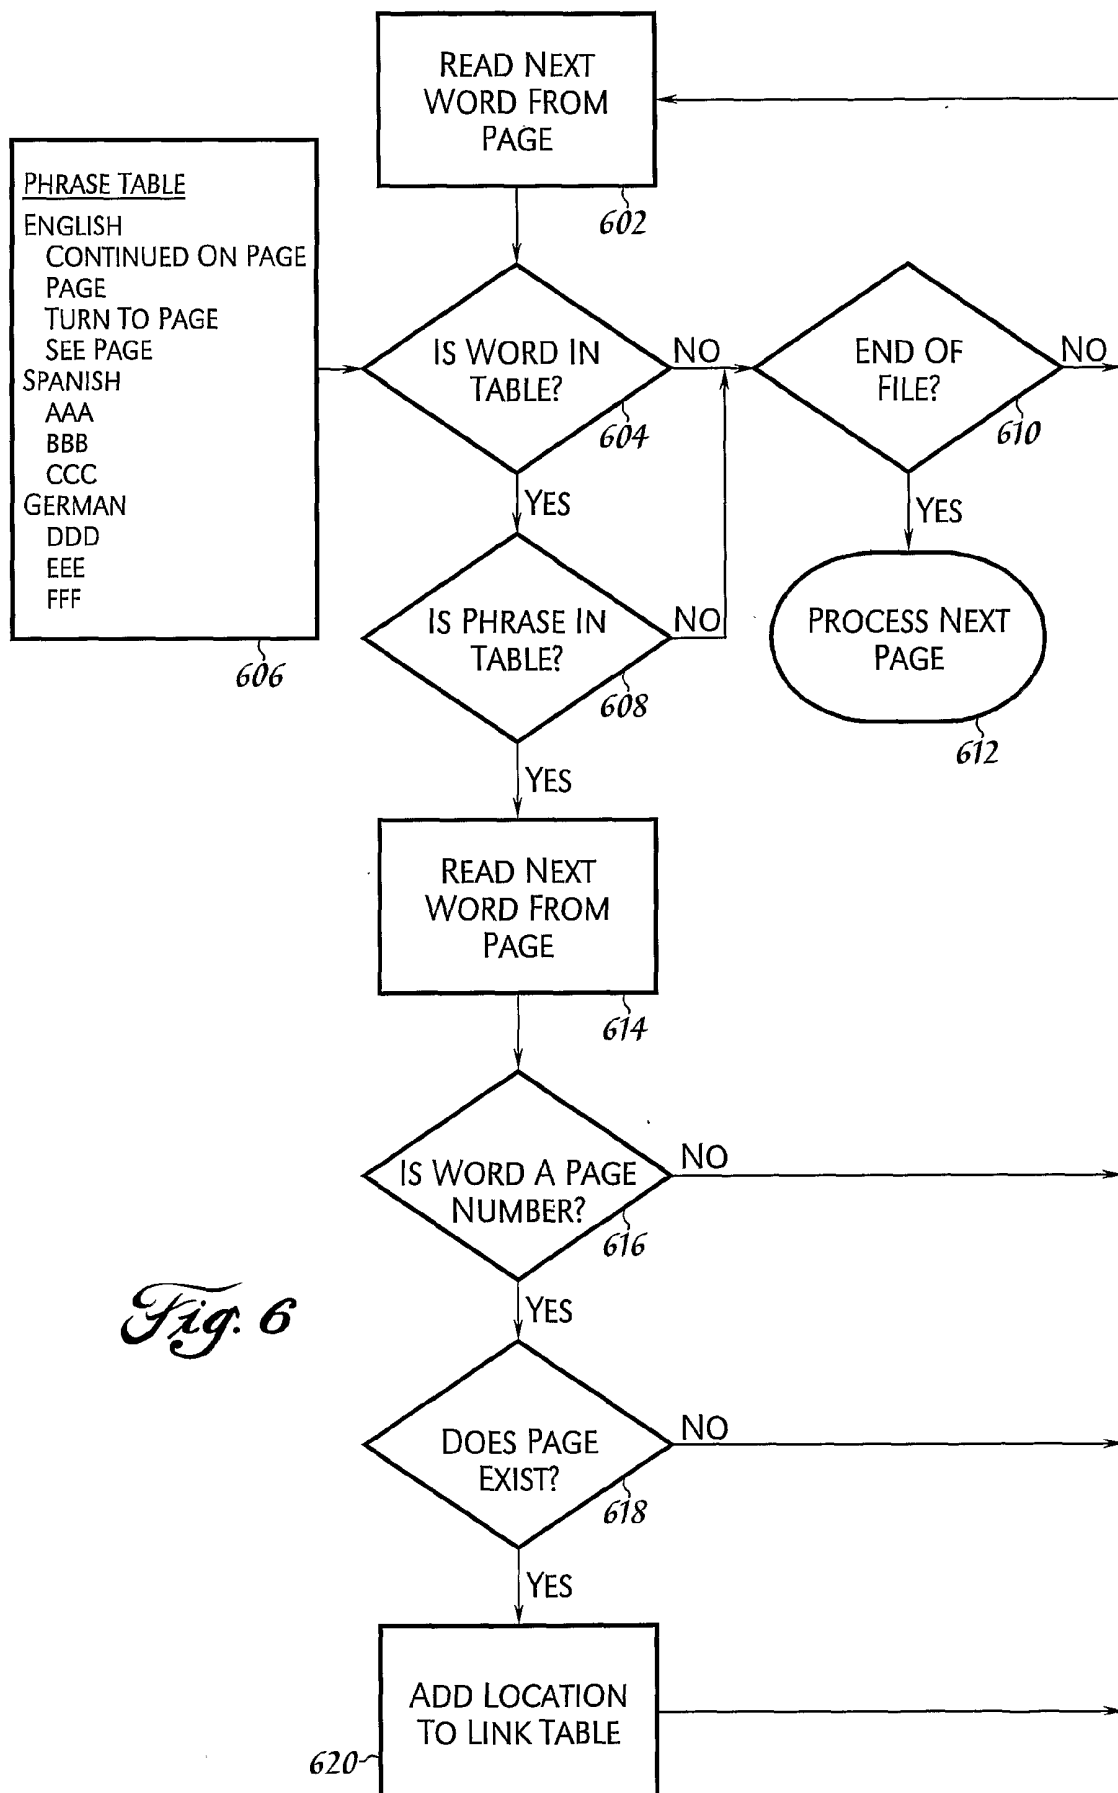 READ NEXT
WORD FROM
PAGE
602
PHRASE TABLE
ENGLISH
CONTINUED ON PAGE
PAGE
TURN TO PAGE
SEE PAGE
SPANISH
AAA
BBB
CCC
GERMAN
DDD
EEE
FFF
606
IS WORD IN
TABLE?
604
NO
YES
END OF
FILE?
610
NO
YES
IS PHRASE IN
TABLE?
608
NO
YES
PROCESS NEXT
PAGE
612
READ NEXT
WORD FROM
PAGE
614
IS WORD A PAGE
NUMBER?
616
NO
YES
Fig. 6
DOES PAGE
EXIST?
618
NO
YES
ADD LOCATION
TO LINK TABLE
620